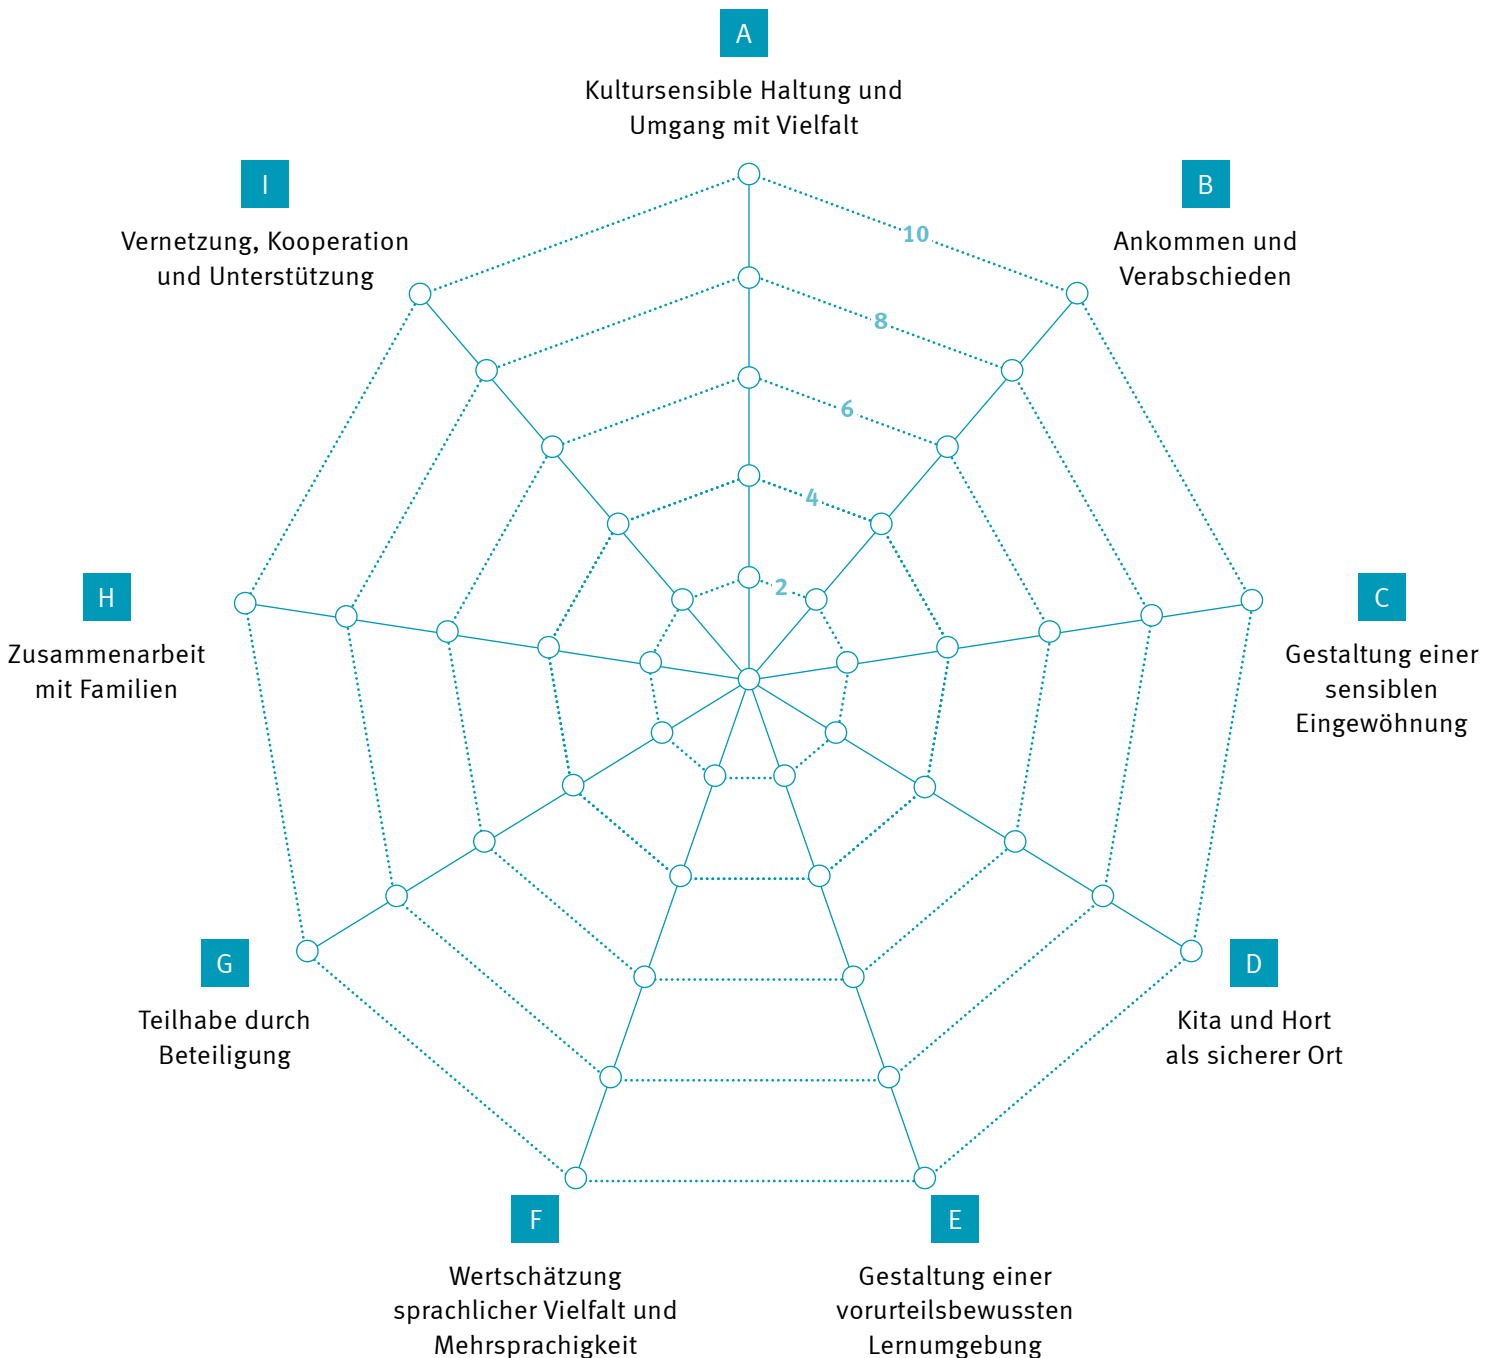 A
Kultursensible Haltung und
Umgang mit Vielfalt
I
Vernetzung, Kooperation
und Unterstützung
B
Ankommen und
Verabschieden
10
8
6
4
2
H
Zusammenarbeit
mit Familien
C
Gestaltung einer
sensiblen
Eingewöhnung
G
Teilhabe durch
Beteiligung
D
Kita und Hort
als sicherer Ort
F
Wertschätzung
sprachlicher Vielfalt und
Mehrsprachigkeit
E
Gestaltung einer
vorurteilsbewussten
Lernumgebung